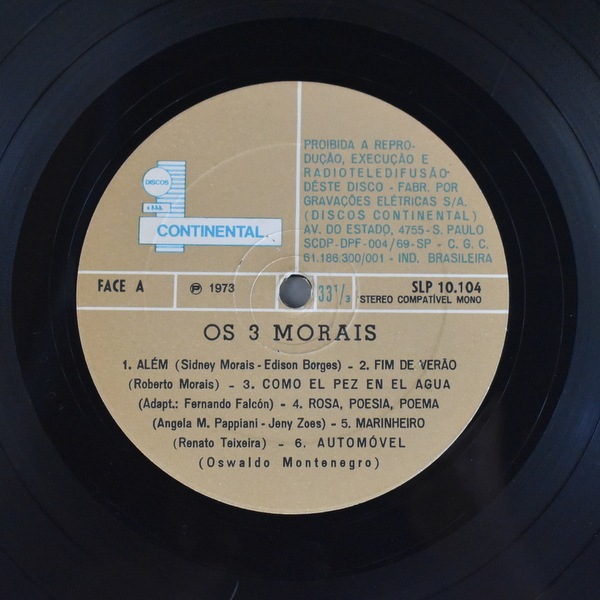 PROIBIDA A REPRO-
DUÇÃO, EXECUÇÃO E
RADIOTELEDIFUSÃO
DÊSTE DISCO - FABR. POR
GRAVAÇÕES ELÉTRICAS S/A.
(DISCOS CONTINENTAL)
AV. DO ESTADO, 4755 - S. PAULO
SCDP-DPF-004/69-SP - C. G. C.
61.186.300/001 - IND. BRASILEIRA
DISCOS
CONTINENTAL
FACE A
℗ 1973
33 1/3
SLP 10.104
STEREO COMPATÍVEL MONO
OS 3 MORAIS
1. ALÉM (Sidney Morais - Edison Borges) - 2. FIM DE VERÃO
(Roberto Morais) - 3. COMO EL PEZ EN EL AGUA
(Adapt.: Fernando Falcón) - 4. ROSA, POESIA, POEMA
(Angela M. Pappiani - Jeny Zoes) - 5. MARINHEIRO
(Renato Teixeira) - 6. AUTOMÓVEL
(Oswaldo Montenegro)